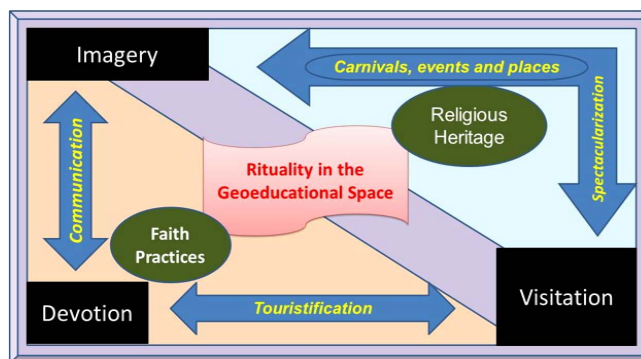 Imagery
Carnivals, events and places
Religious
Heritage
Spectacularization
Communication
Rituality in the
Geoeducational Space
Faith
Practices
Devotion
Touristification
Visitation